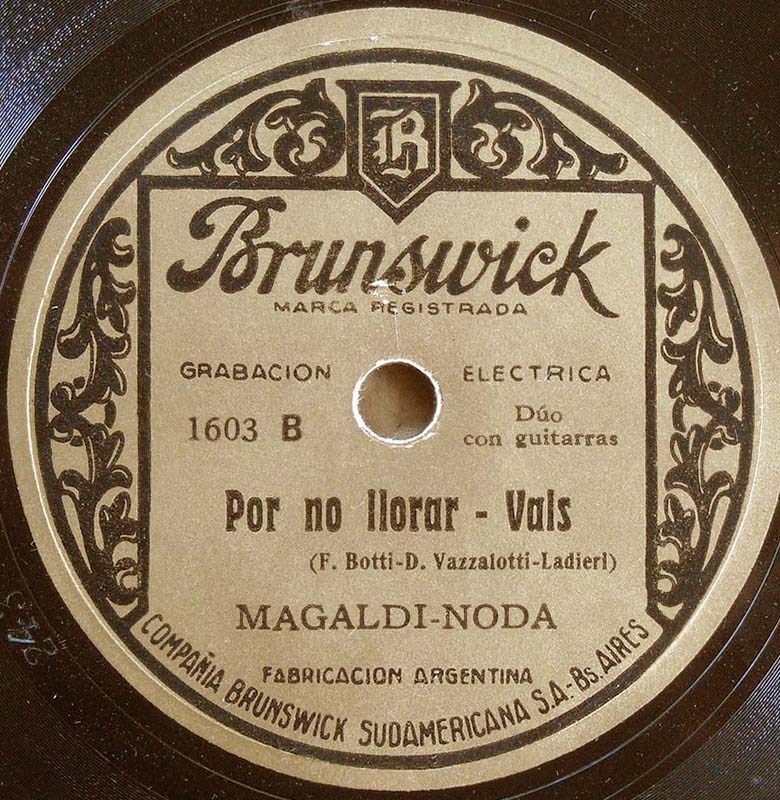 B
Brunswick
MARCA REGISTRADA
GRABACION ELECTRICA
1603 B
Dúo
con guitarras
Por no llorar - Vals
(F. Botti-D. Vazzalotti-Ladieri)
MAGALDI-NODA
FABRICACION ARGENTINA
COMPAÑIA BRUNSWICK SUDAMERICANA S.A.-Bs.AIRES